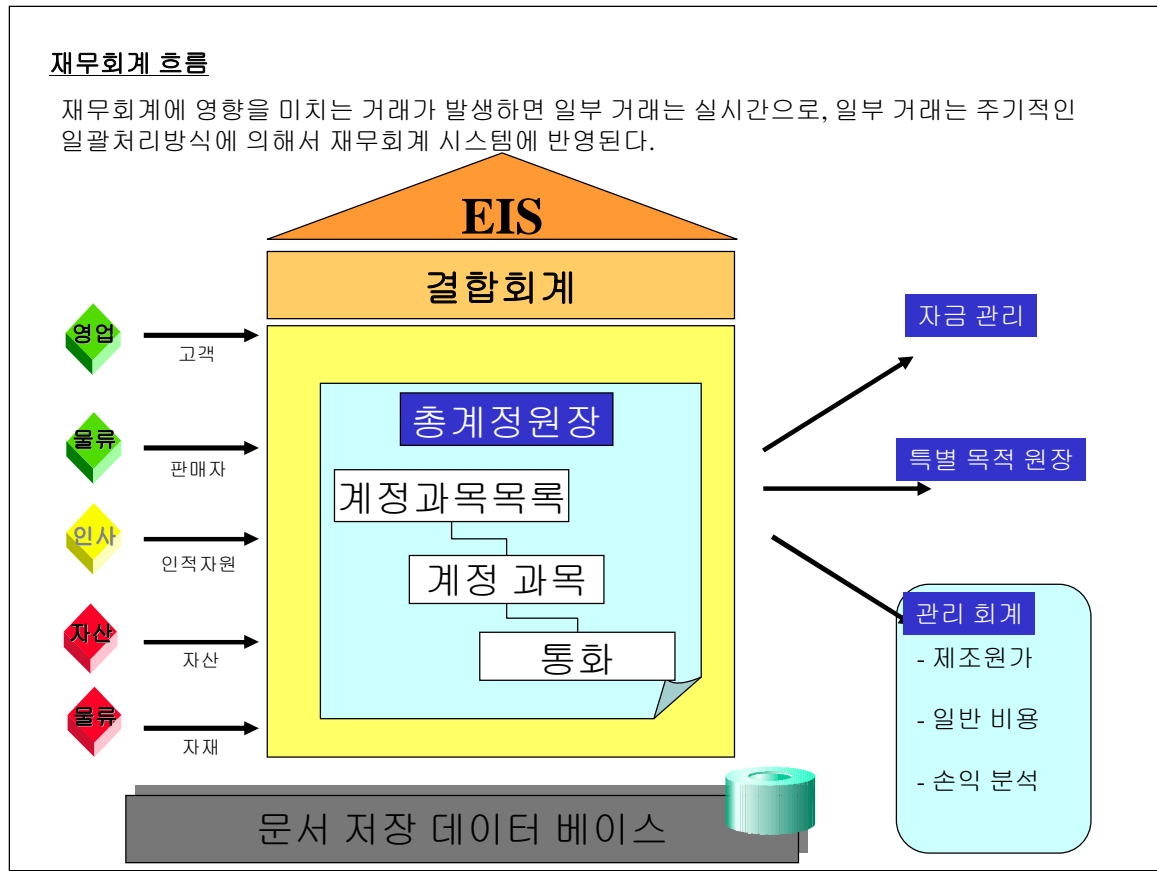 재무회계 흐름
재무회계에 영향을 미치는 거래가 발생하면 일부 거래는 실시간으로, 일부 거래는 주기적인
일괄처리방식에 의해서 재무회계 시스템에 반영된다.
EIS
결합회계
영업
고객
물류
판매자
인사
인적자원
자산
자산
물류
자재
총계정원장
계정과목목록
계정 과목
통화
자금 관리
특별 목적 원장
관리 회계
- 제조원가
- 일반 비용
- 손익 분석
문서 저장 데이터 베이스